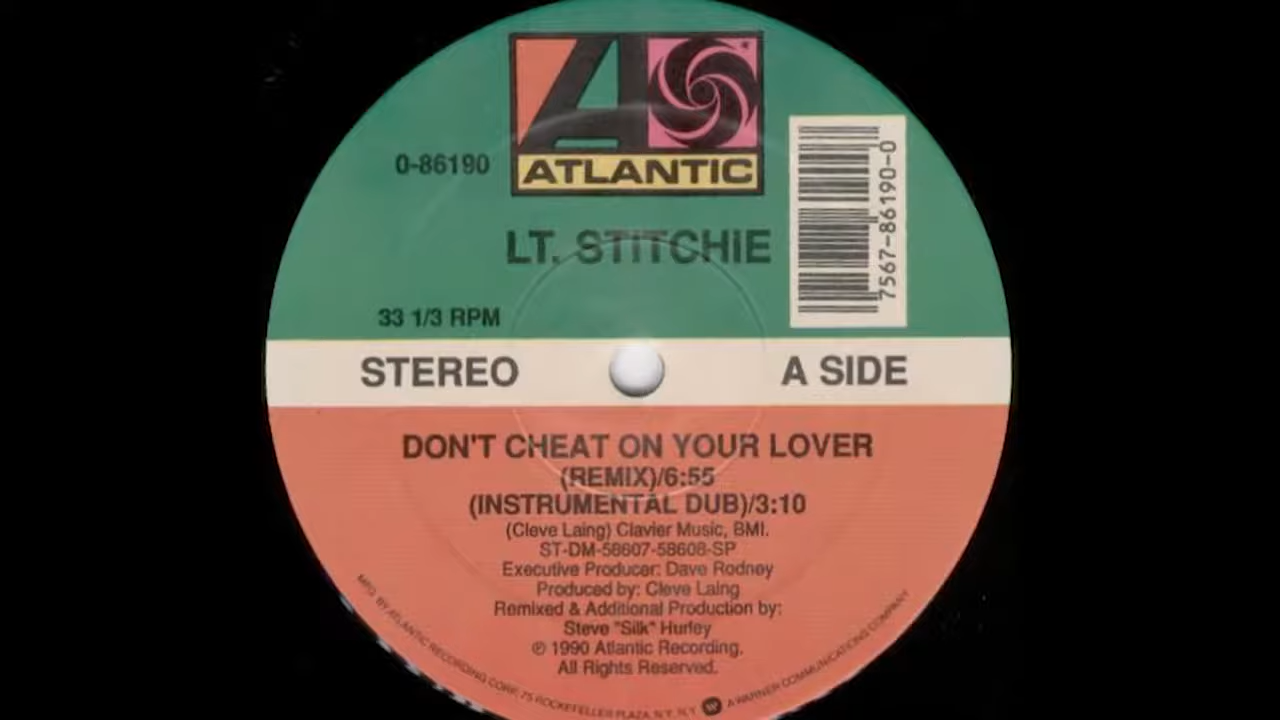 ATLANTIC
0-86190
LT. STITCHIE
7567-86190-0
33 1/3 RPM
STEREO
A SIDE
DON'T CHEAT ON YOUR LOVER
(REMIX)/6:55
(INSTRUMENTAL DUB)/3:10
(Cleve Laing) Clavier Music, BMI.
ST-DM-58607-58608-SP
Executive Producer: Dave Rodney
Produced by: Cleve Laing
Remixed & Additional Production by:
Steve "Silk" Hurley
℗ 1990 Atlantic Recording.
All Rights Reserved.
MFG. BY ATLANTIC RECORDING CORP. 75 ROCKEFELLER PLAZA, N.Y., N.Y. A WARNER COMMUNICATIONS COMPANY